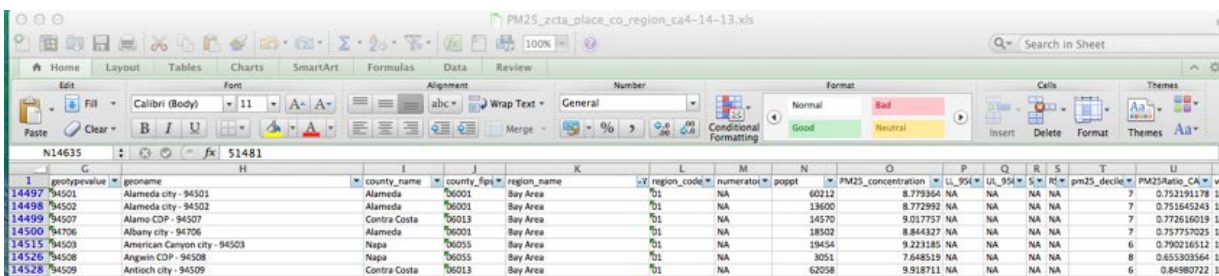 PM25_zcta_place_co_region_ca4-14-13.xls
100%
Search in Sheet
Home Layout Tables Charts SmartArt Formulas Data Review
Edit Font Alignment Number Format Cells Themes
Fill Calibri (Body) 11 A A abc Wrap Text General Normal Bad
Paste Clear B I U A Merge % Conditional Formatting Good Neutral Insert Delete Format Themes Aa
N14635 fx 51481
G H I J K L M N O P Q R S T U
1 geotypevalue geoname county_name county_fips region_name region_code numerator poppt PM25_concentration LL_95 UL_95 pm25_decile PM25Ratio_CA
14497 94501 Alameda city - 94501 Alameda 06001 Bay Area 01 NA 60212 8.779364 NA NA NA NA 7 0.752191178
14498 94502 Alameda city - 94502 Alameda 06001 Bay Area 01 NA 13600 8.772992 NA NA NA NA 7 0.751645243
14499 94507 Alamo CDP - 94507 Contra Costa 06013 Bay Area 01 NA 14570 9.017757 NA NA NA NA 7 0.772616019
14500 94706 Albany city - 94706 Alameda 06001 Bay Area 01 NA 18502 8.844327 NA NA NA NA 7 0.757757025
14515 94503 American Canyon city - 94503 Napa 06055 Bay Area 01 NA 19454 9.223185 NA NA NA NA 6 0.790216512
14526 94508 Angwin CDP - 94508 Napa 06055 Bay Area 01 NA 3051 7.648519 NA NA NA NA 8 0.655303564
14528 94509 Antioch city - 94509 Contra Costa 06013 Bay Area 01 NA 62058 9.918711 NA NA NA NA 0.84980722